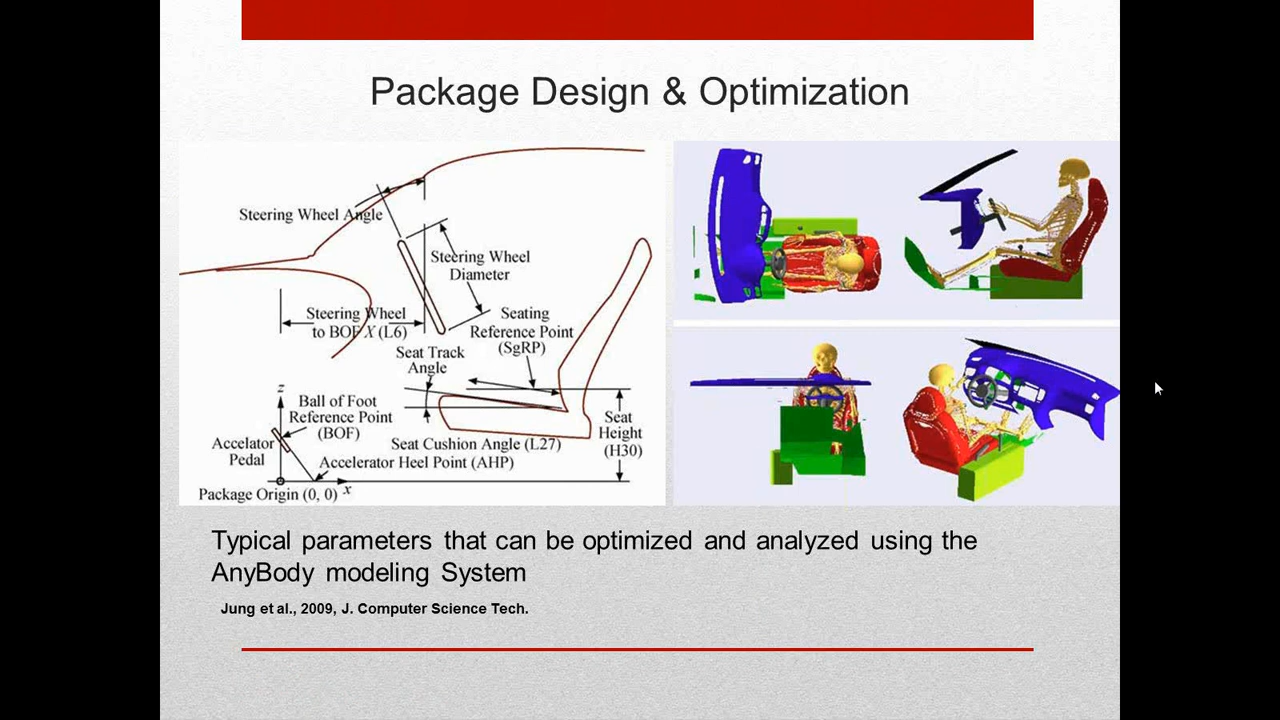 Package Design & Optimization
Steering Wheel Angle
Steering Wheel
Diameter
Steering Wheel
to BOF X (L6)
Seating
Reference Point
(SgRP)
Seat Track
Angle
z
Ball of Foot
Reference Point
(BOF)
Accelator
Pedal
Seat
Height
(H30)
Seat Cushion Angle (L27)
Accelerator Heel Point (AHP)
Package Origin (0, 0)
x
Typical parameters that can be optimized and analyzed using the
AnyBody modeling System
Jung et al., 2009, J. Computer Science Tech.